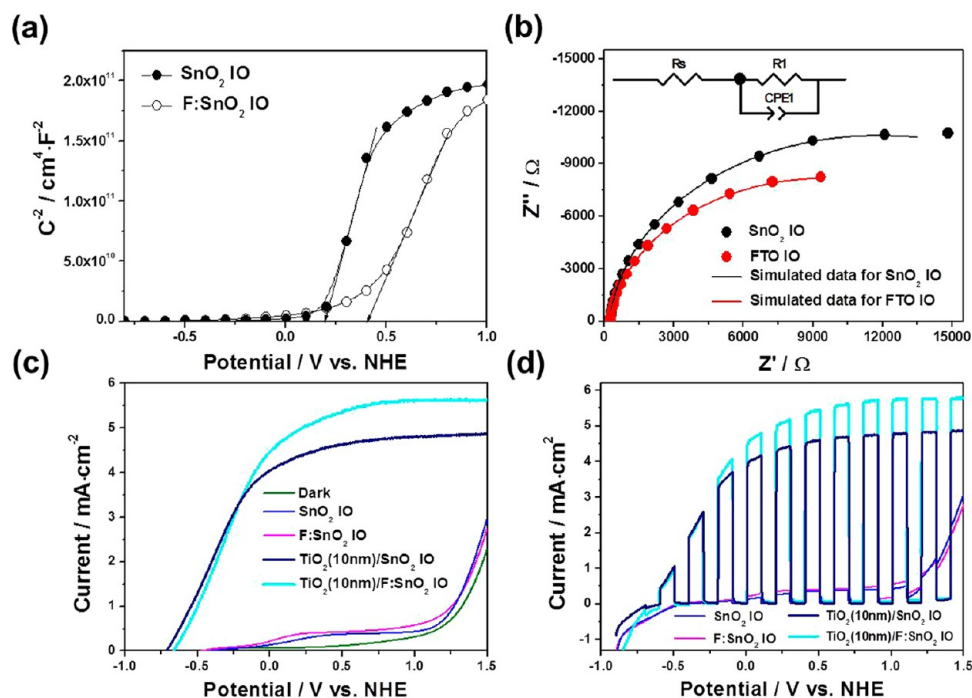 (a)
C⁻² / cm⁴·F⁻²
2.0x10¹¹
1.5x10¹¹
1.0x10¹¹
5.0x10¹⁰
0.0
SnO₂ IO
F:SnO₂ IO
-0.5 0.0 0.5 1.0
Potential / V vs. NHE
(b)
Z'' / Ω
-15000
-12000
-9000
-6000
-3000
0
Rs R1
CPE1
SnO₂ IO
FTO IO
Simulated data for SnO₂ IO
Simulated data for FTO IO
0 3000 6000 9000 12000 15000
Z' / Ω
(c)
Current / mA·cm⁻²
6
5
4
3
2
1
0
Dark
SnO₂ IO
F:SnO₂ IO
TiO₂(10nm)/SnO₂ IO
TiO₂(10nm)/F:SnO₂ IO
-1.0 -0.5 0.0 0.5 1.0 1.5
Potential / V vs. NHE
(d)
Current / mA·cm²
6
5
4
3
2
1
0
-1
SnO₂ IO
F:SnO₂ IO
TiO₂(10nm)/SnO₂ IO
TiO₂(10nm)/F:SnO₂ IO
-1.0 -0.5 0.0 0.5 1.0 1.5
Potential / V vs. NHE